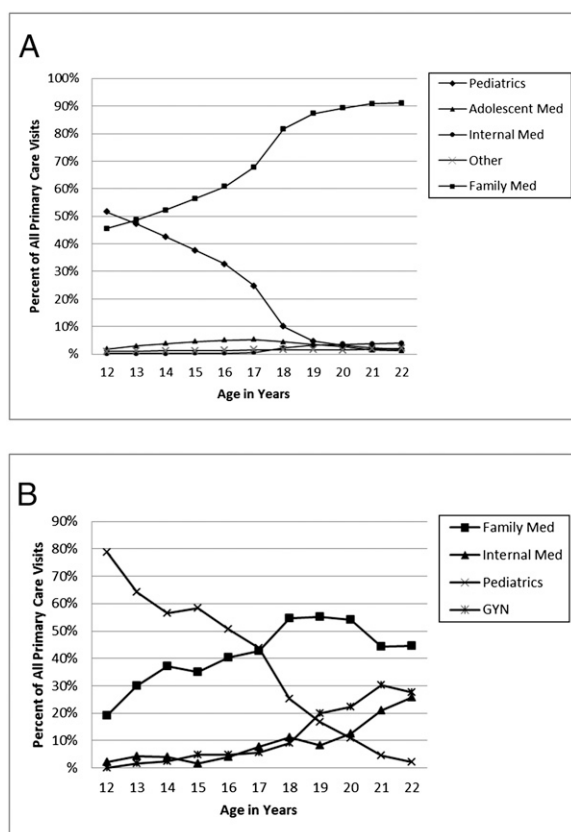 A
100%
90%
80%
70%
60%
50%
40%
30%
20%
10%
%
Percent of All Primary Care Visits
12 13 14 15 16 17 18 19 20 21 22
Age in Years
Pediatrics
Adolescent Med
Internal Med
Other
Family Med
B
90%
80%
70%
60%
50%
40%
30%
20%
10%
%
Percent of All Primary Care Visits
12 13 14 15 16 17 18 19 20 21 22
Age in Years
Family Med
Internal Med
Pediatrics
GYN